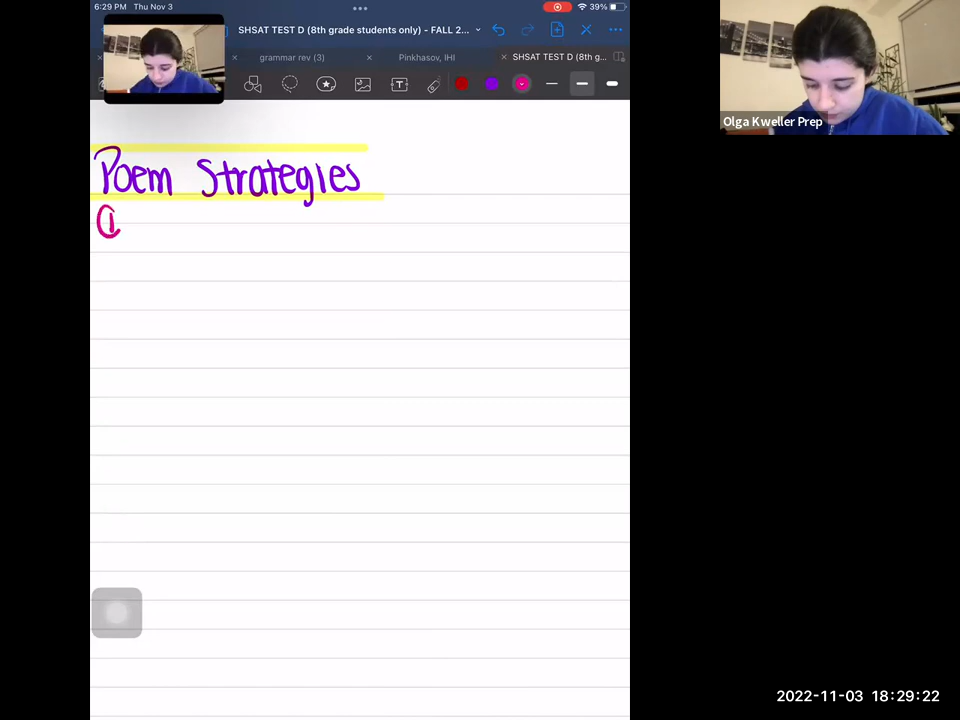 6:29 PM Thu Nov 3
39%
SHSAT TEST D (8th grade students only) - FALL 2...
grammar rev (3)
Pinkhasov, IHI
SHSAT TEST D (8th g...
Poem Strategies
1
Olga Kweller Prep
2022-11-03 18:29:22